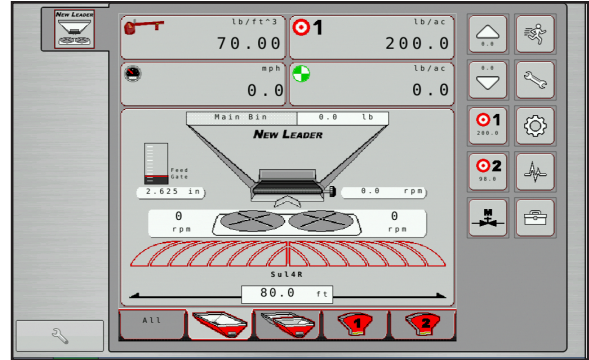 NEW LEADER
lb/ft^3
70.00
1
lb/ac
200.0
mph
0.0
lb/ac
0.0
0.0
0.0
1
200.0
2
90.0
M
Main Bin
0.0 lb
NEW LEADER
Feed
Gate
2.625 in
0.0 rpm
0
rpm
0
rpm
Sul4R
80.0 ft
All
1
2